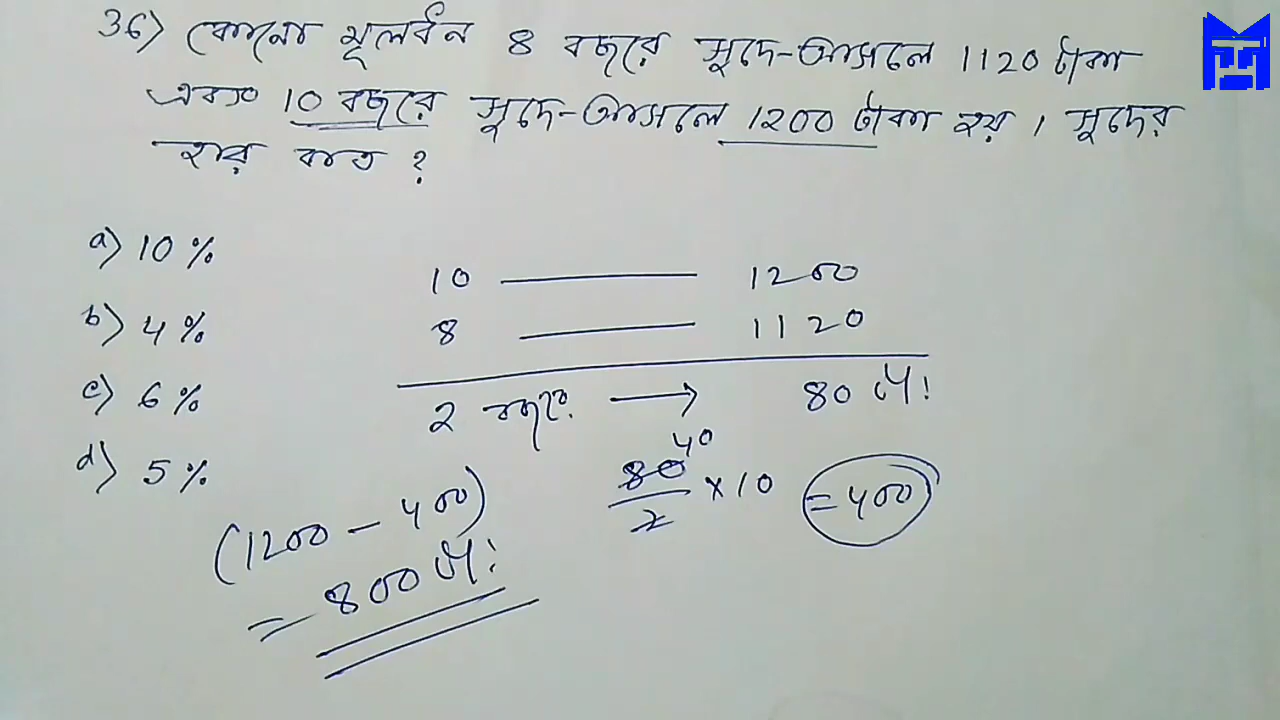 36) কোনো মূলধন 8 বছরে সুদে-আসলে 1120 টাকা
এবং 10 বছরে সুদে-আসলে 1200 টাকা হয়। সুদের
হার কত ?
a) 10 %
b) 4 %
c) 6 %
d) 5 %
10 — 1200
8 — 1120
2 বছরে → 80 টা:
80/2 40 × 10 = 400
(1200 - 400)
= 800 টা: